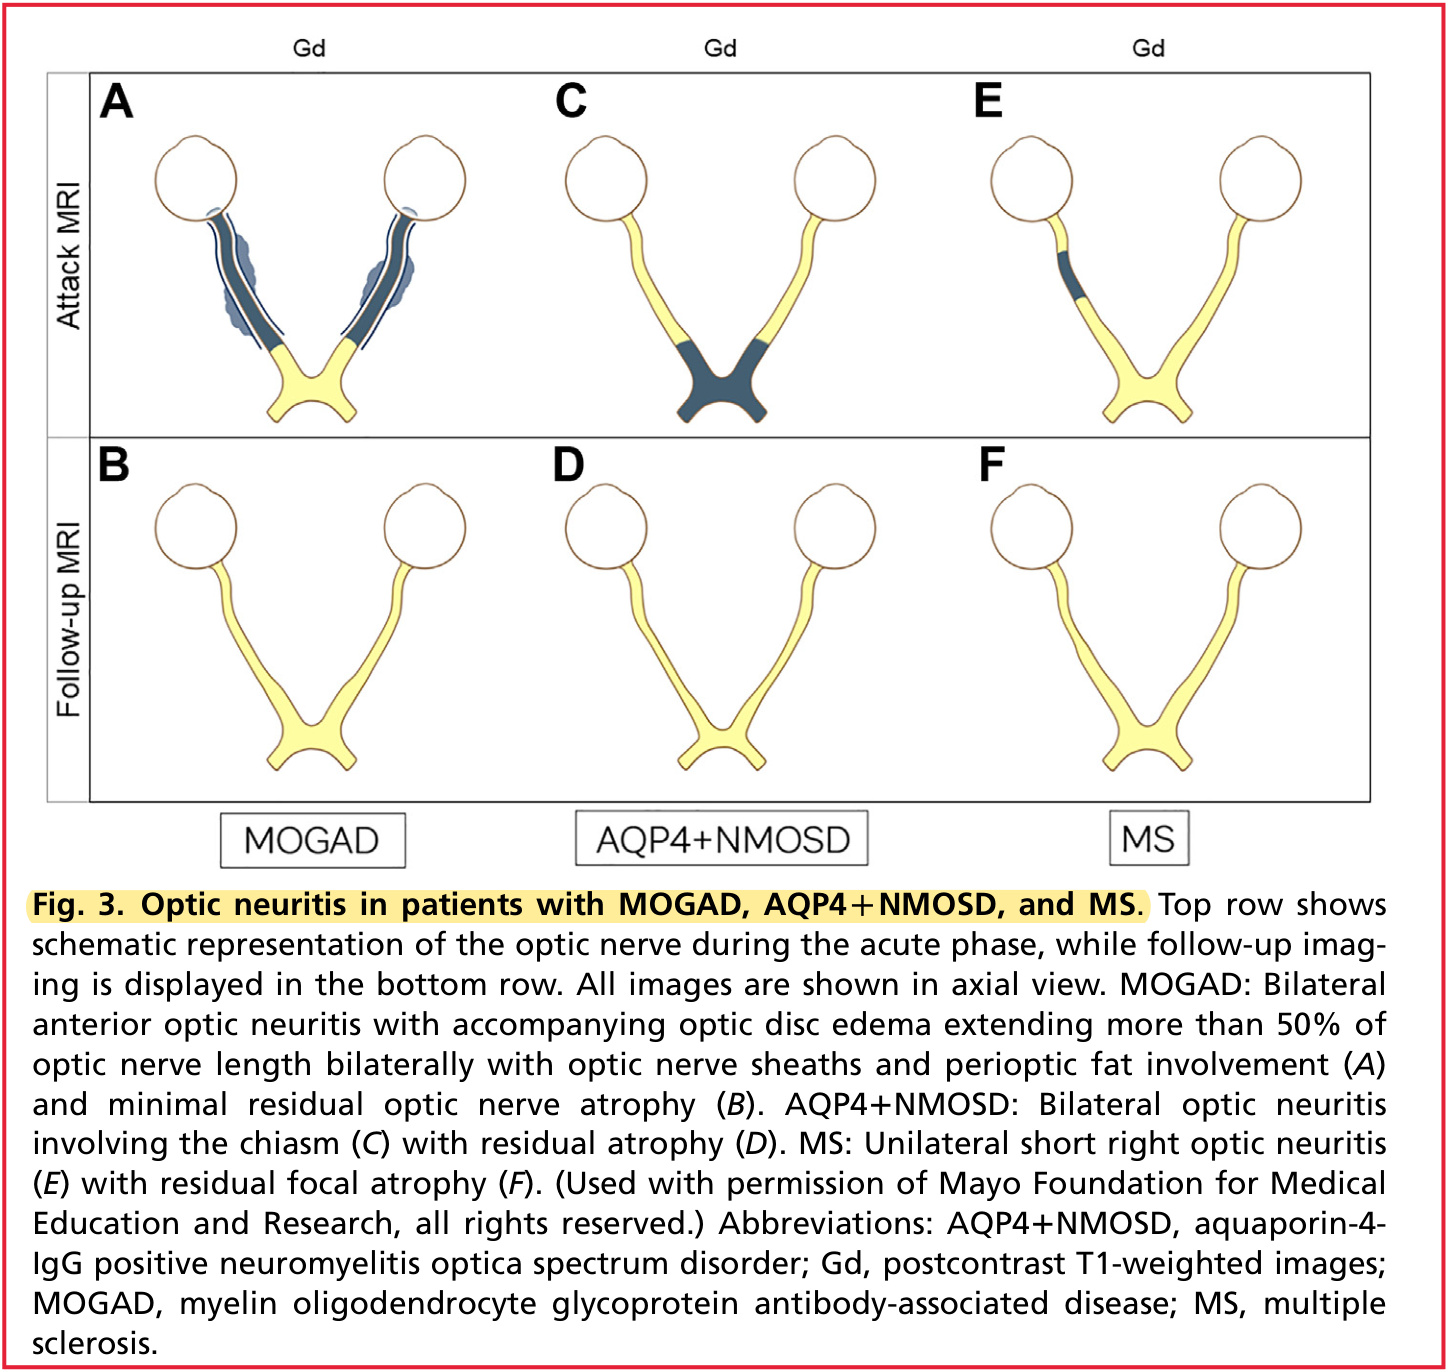 Gd Gd Gd
A C E
Attack MRI
B D F
Follow-up MRI
MOGAD AQP4+NMOSD MS
Fig. 3. Optic neuritis in patients with MOGAD, AQP4+NMOSD, and MS. Top row shows
schematic representation of the optic nerve during the acute phase, while follow-up imag-
ing is displayed in the bottom row. All images are shown in axial view. MOGAD: Bilateral
anterior optic neuritis with accompanying optic disc edema extending more than 50% of
optic nerve length bilaterally with optic nerve sheaths and perioptic fat involvement (A)
and minimal residual optic nerve atrophy (B). AQP4+NMOSD: Bilateral optic neuritis
involving the chiasm (C) with residual atrophy (D). MS: Unilateral short right optic neuritis
(E) with residual focal atrophy (F). (Used with permission of Mayo Foundation for Medical
Education and Research, all rights reserved.) Abbreviations: AQP4+NMOSD, aquaporin-4-
IgG positive neuromyelitis optica spectrum disorder; Gd, postcontrast T1-weighted images;
MOGAD, myelin oligodendrocyte glycoprotein antibody-associated disease; MS, multiple
sclerosis.